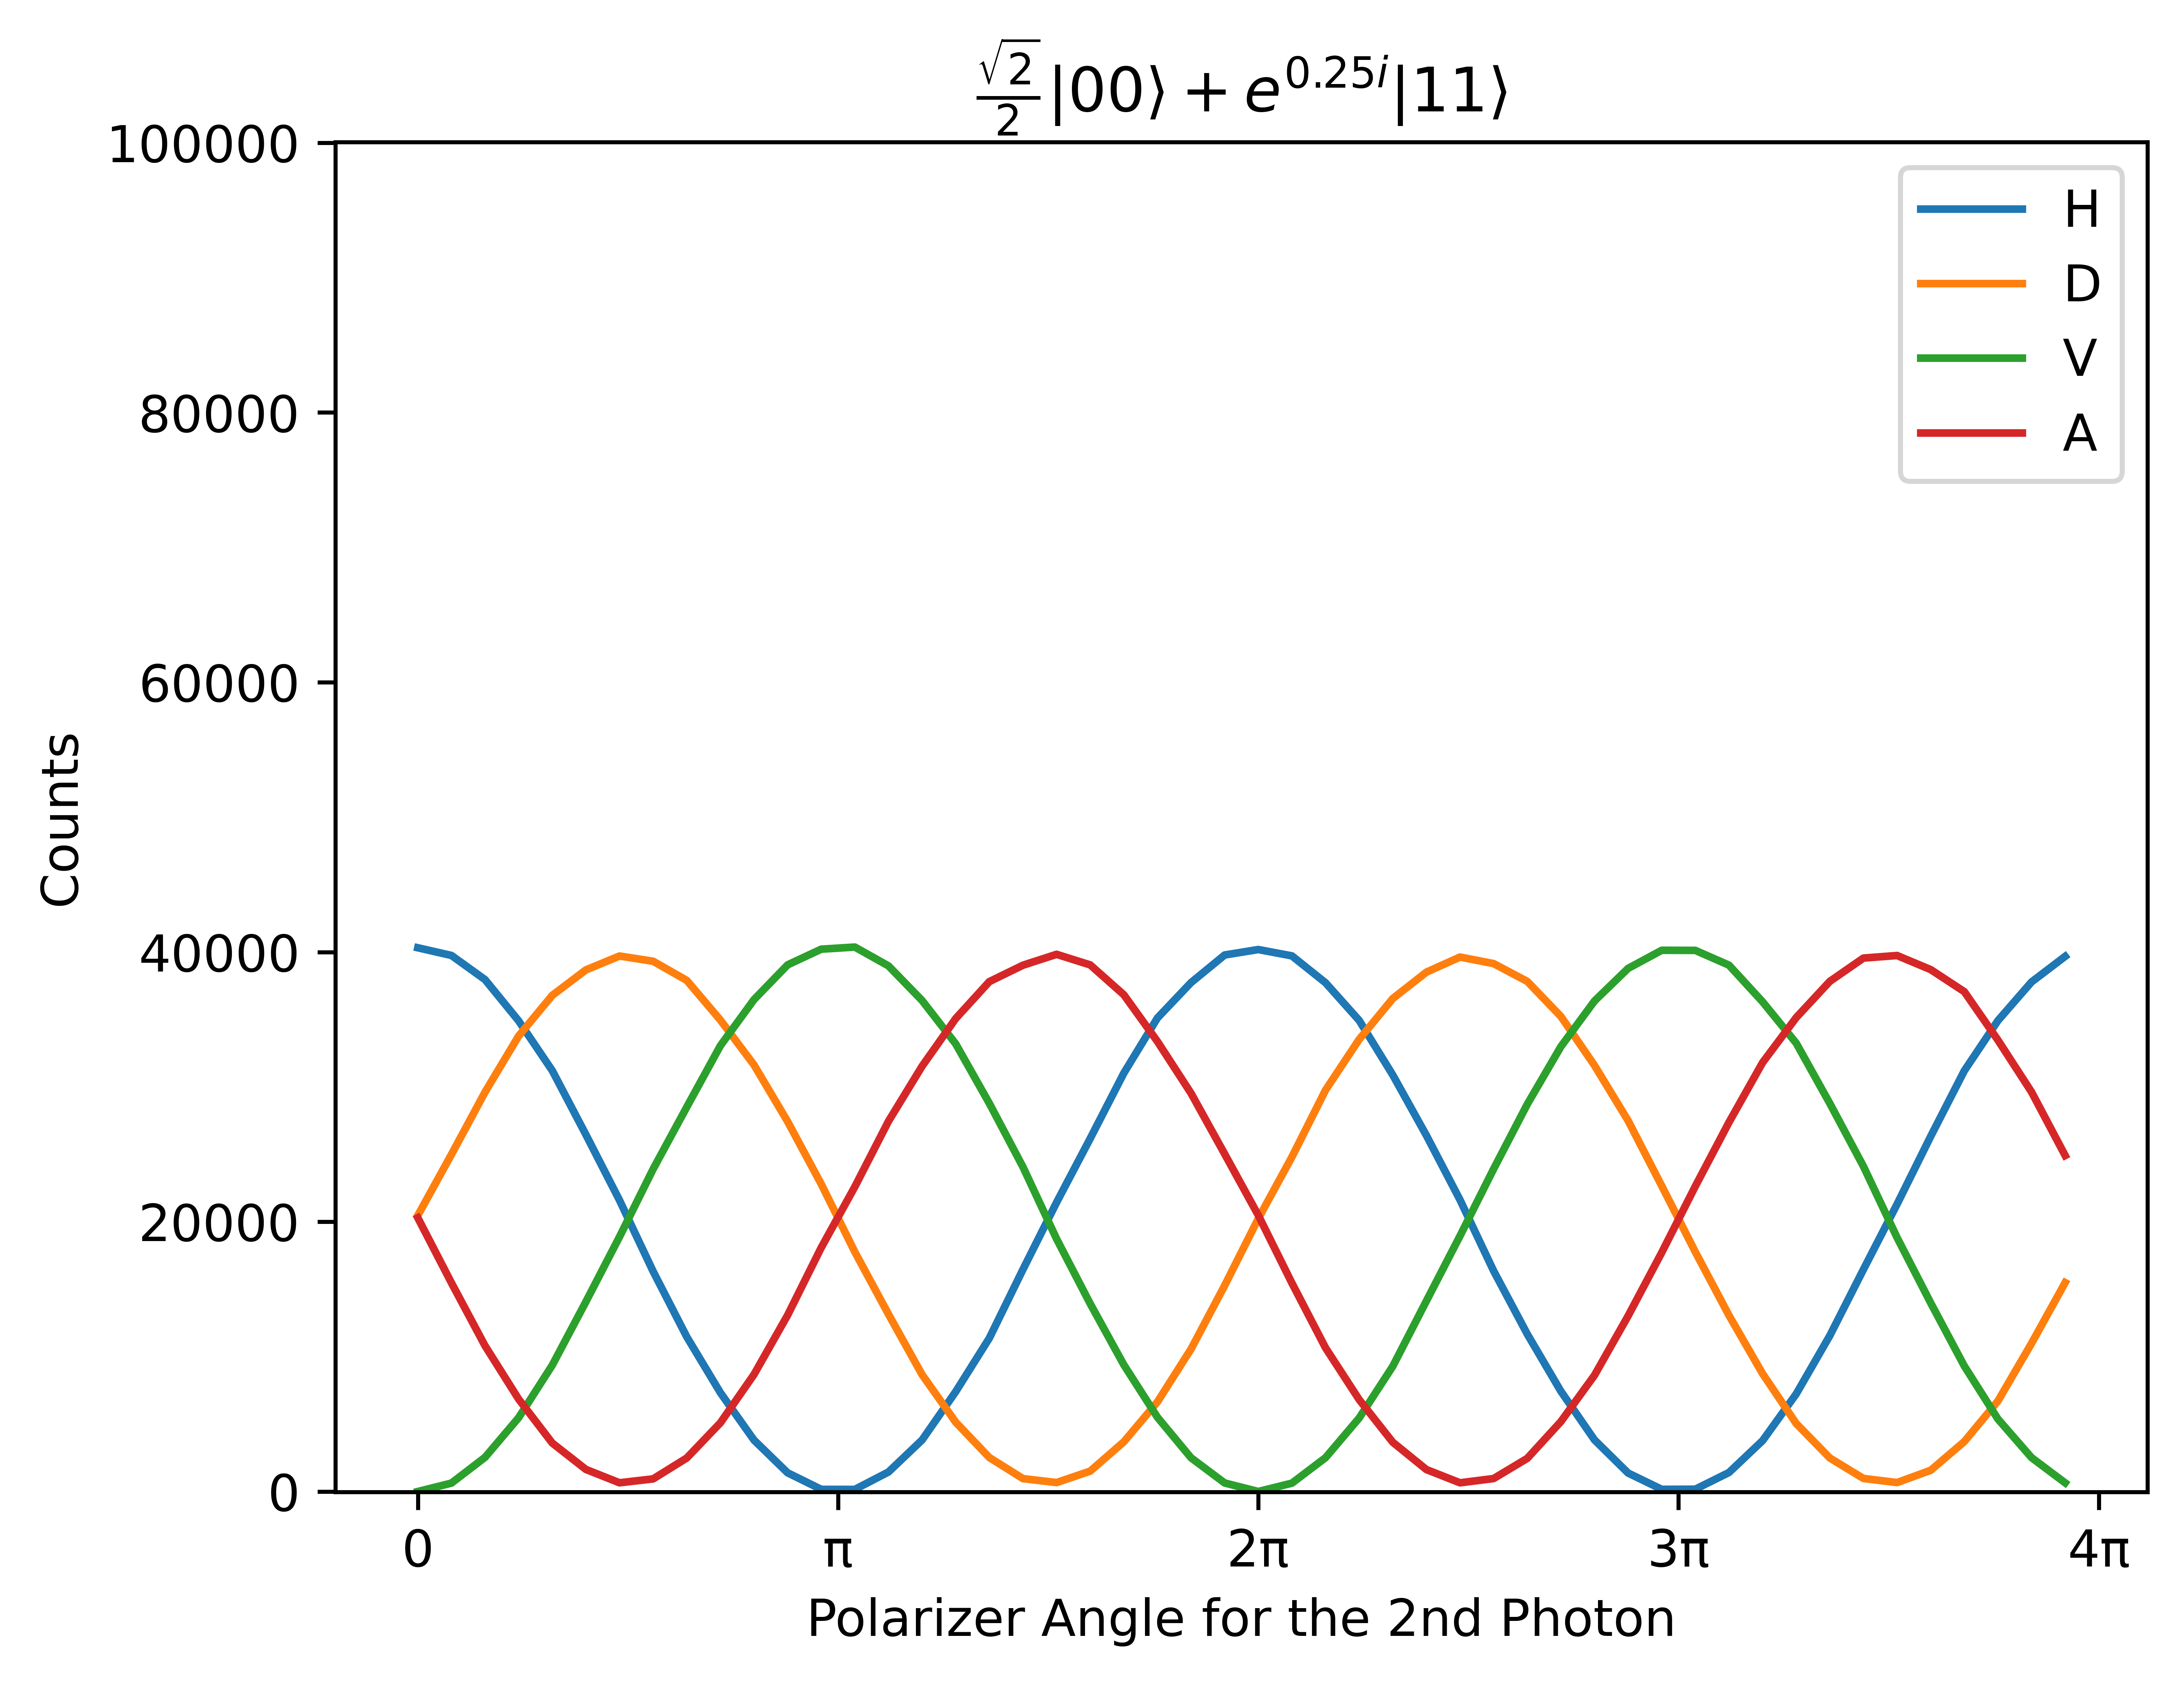 √2/2|00⟩ + e^0.25i|11⟩
100000
80000
60000
40000
20000
0
Counts
H
D
V
A
0 π 2π 3π 4π
Polarizer Angle for the 2nd Photon